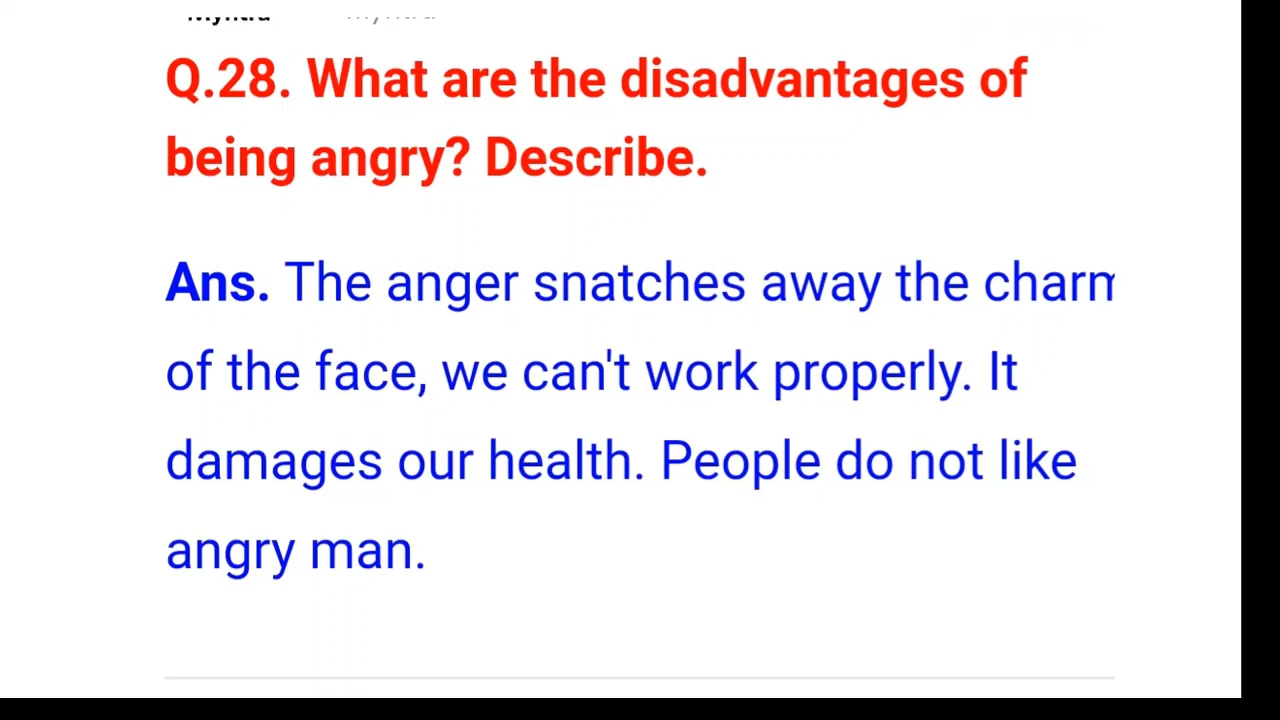 Q.28. What are the disadvantages of
being angry? Describe.
Ans. The anger snatches away the charm
of the face, we can't work properly. It
damages our health. People do not like
angry man.